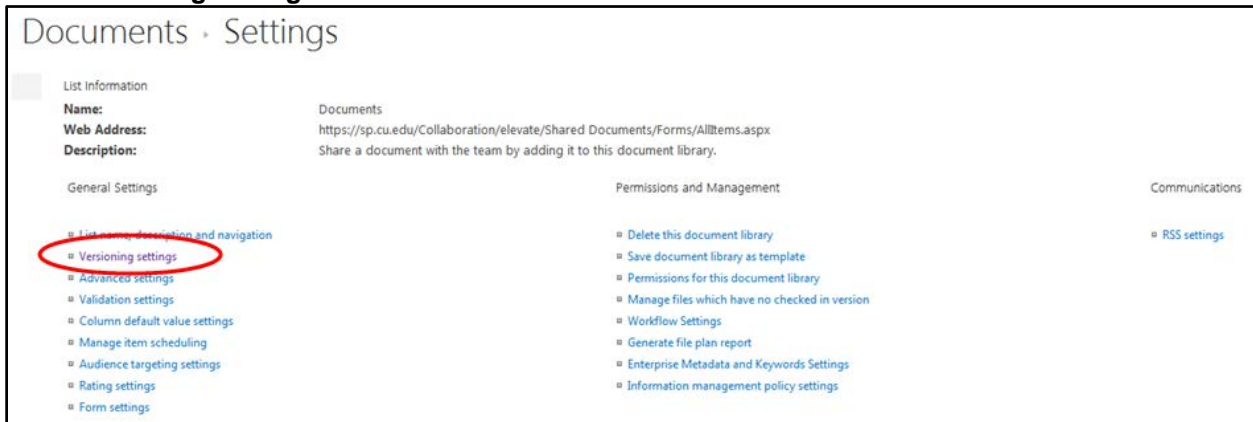 Documents › Settings
List Information
Name: Documents
Web Address: https://sp.cu.edu/Collaboration/elevate/Shared Documents/Forms/AllItems.aspx
Description: Share a document with the team by adding it to this document library.
General Settings
List name, description and navigation
Versioning settings
Advanced settings
Validation settings
Column default value settings
Manage item scheduling
Audience targeting settings
Rating settings
Form settings
Permissions and Management
Delete this document library
Save document library as template
Permissions for this document library
Manage files which have no checked in version
Workflow Settings
Generate file plan report
Enterprise Metadata and Keywords Settings
Information management policy settings
Communications
RSS settings